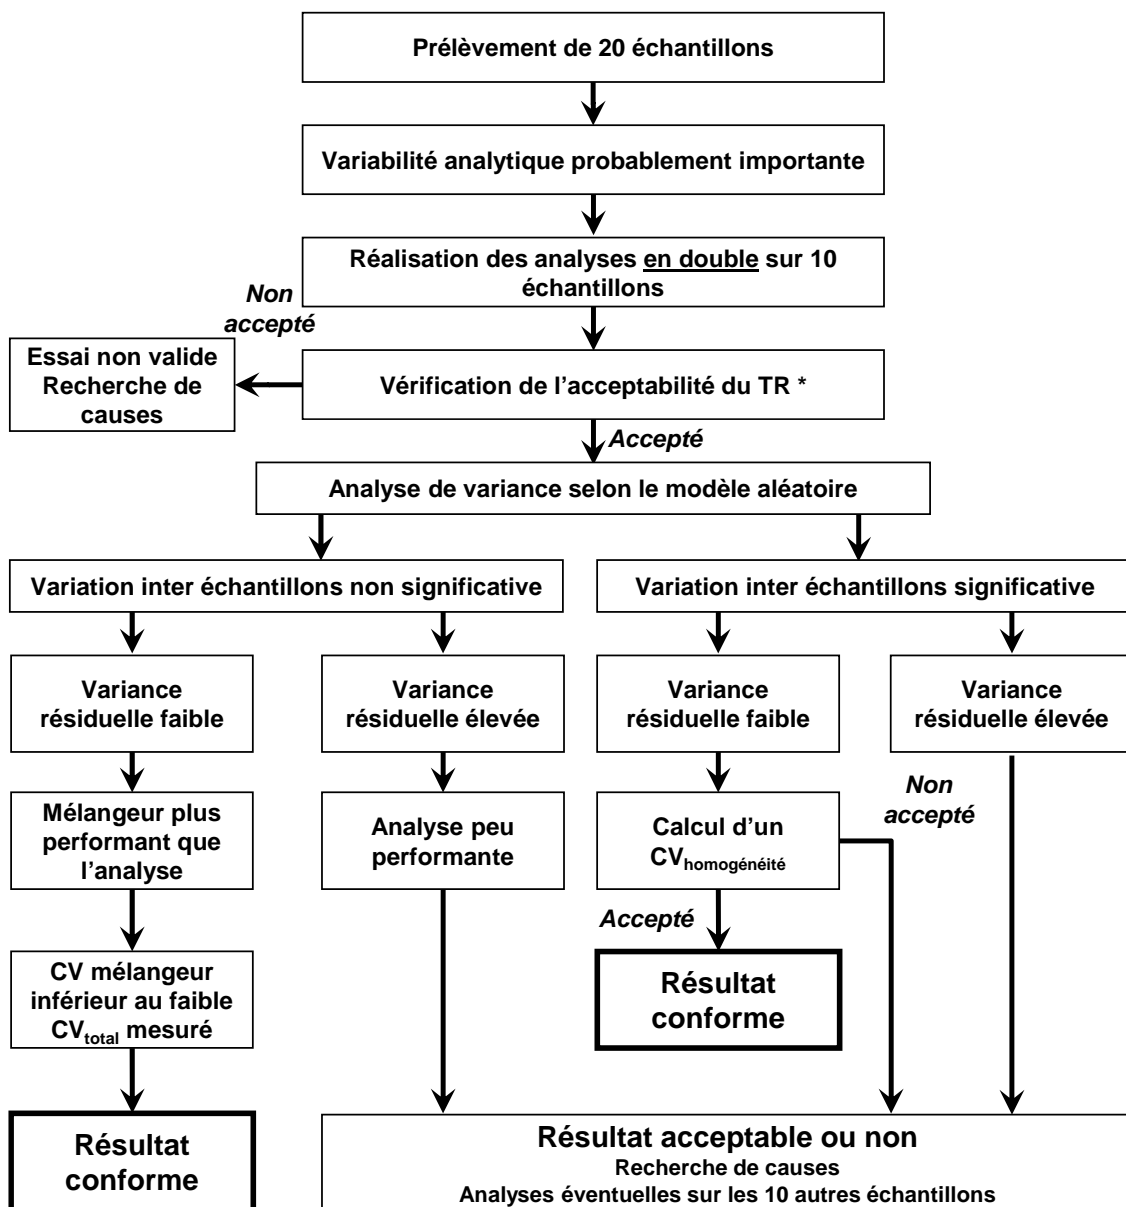 Prélèvement de 20 échantillons
Variabilité analytique probablement importante
Réalisation des analyses en double sur 10
échantillons
Non
accepté
Essai non valide
Recherche de
causes
Vérification de l'acceptabilité du TR *
Accepté
Analyse de variance selon le modèle aléatoire
Variation inter échantillons non significative
Variation inter échantillons significative
Variance
résiduelle faible
Variance
résiduelle élevée
Variance
résiduelle faible
Variance
résiduelle élevée
Mélangeur plus
performant que
l'analyse
Analyse peu
performante
Calcul d'un
CVhomogénéité
Non
accepté
Accepté
CV mélangeur
inférieur au faible
CVtotal mesuré
Résultat
conforme
Résultat
conforme
Résultat acceptable ou non
Recherche de causes
Analyses éventuelles sur les 10 autres échantillons